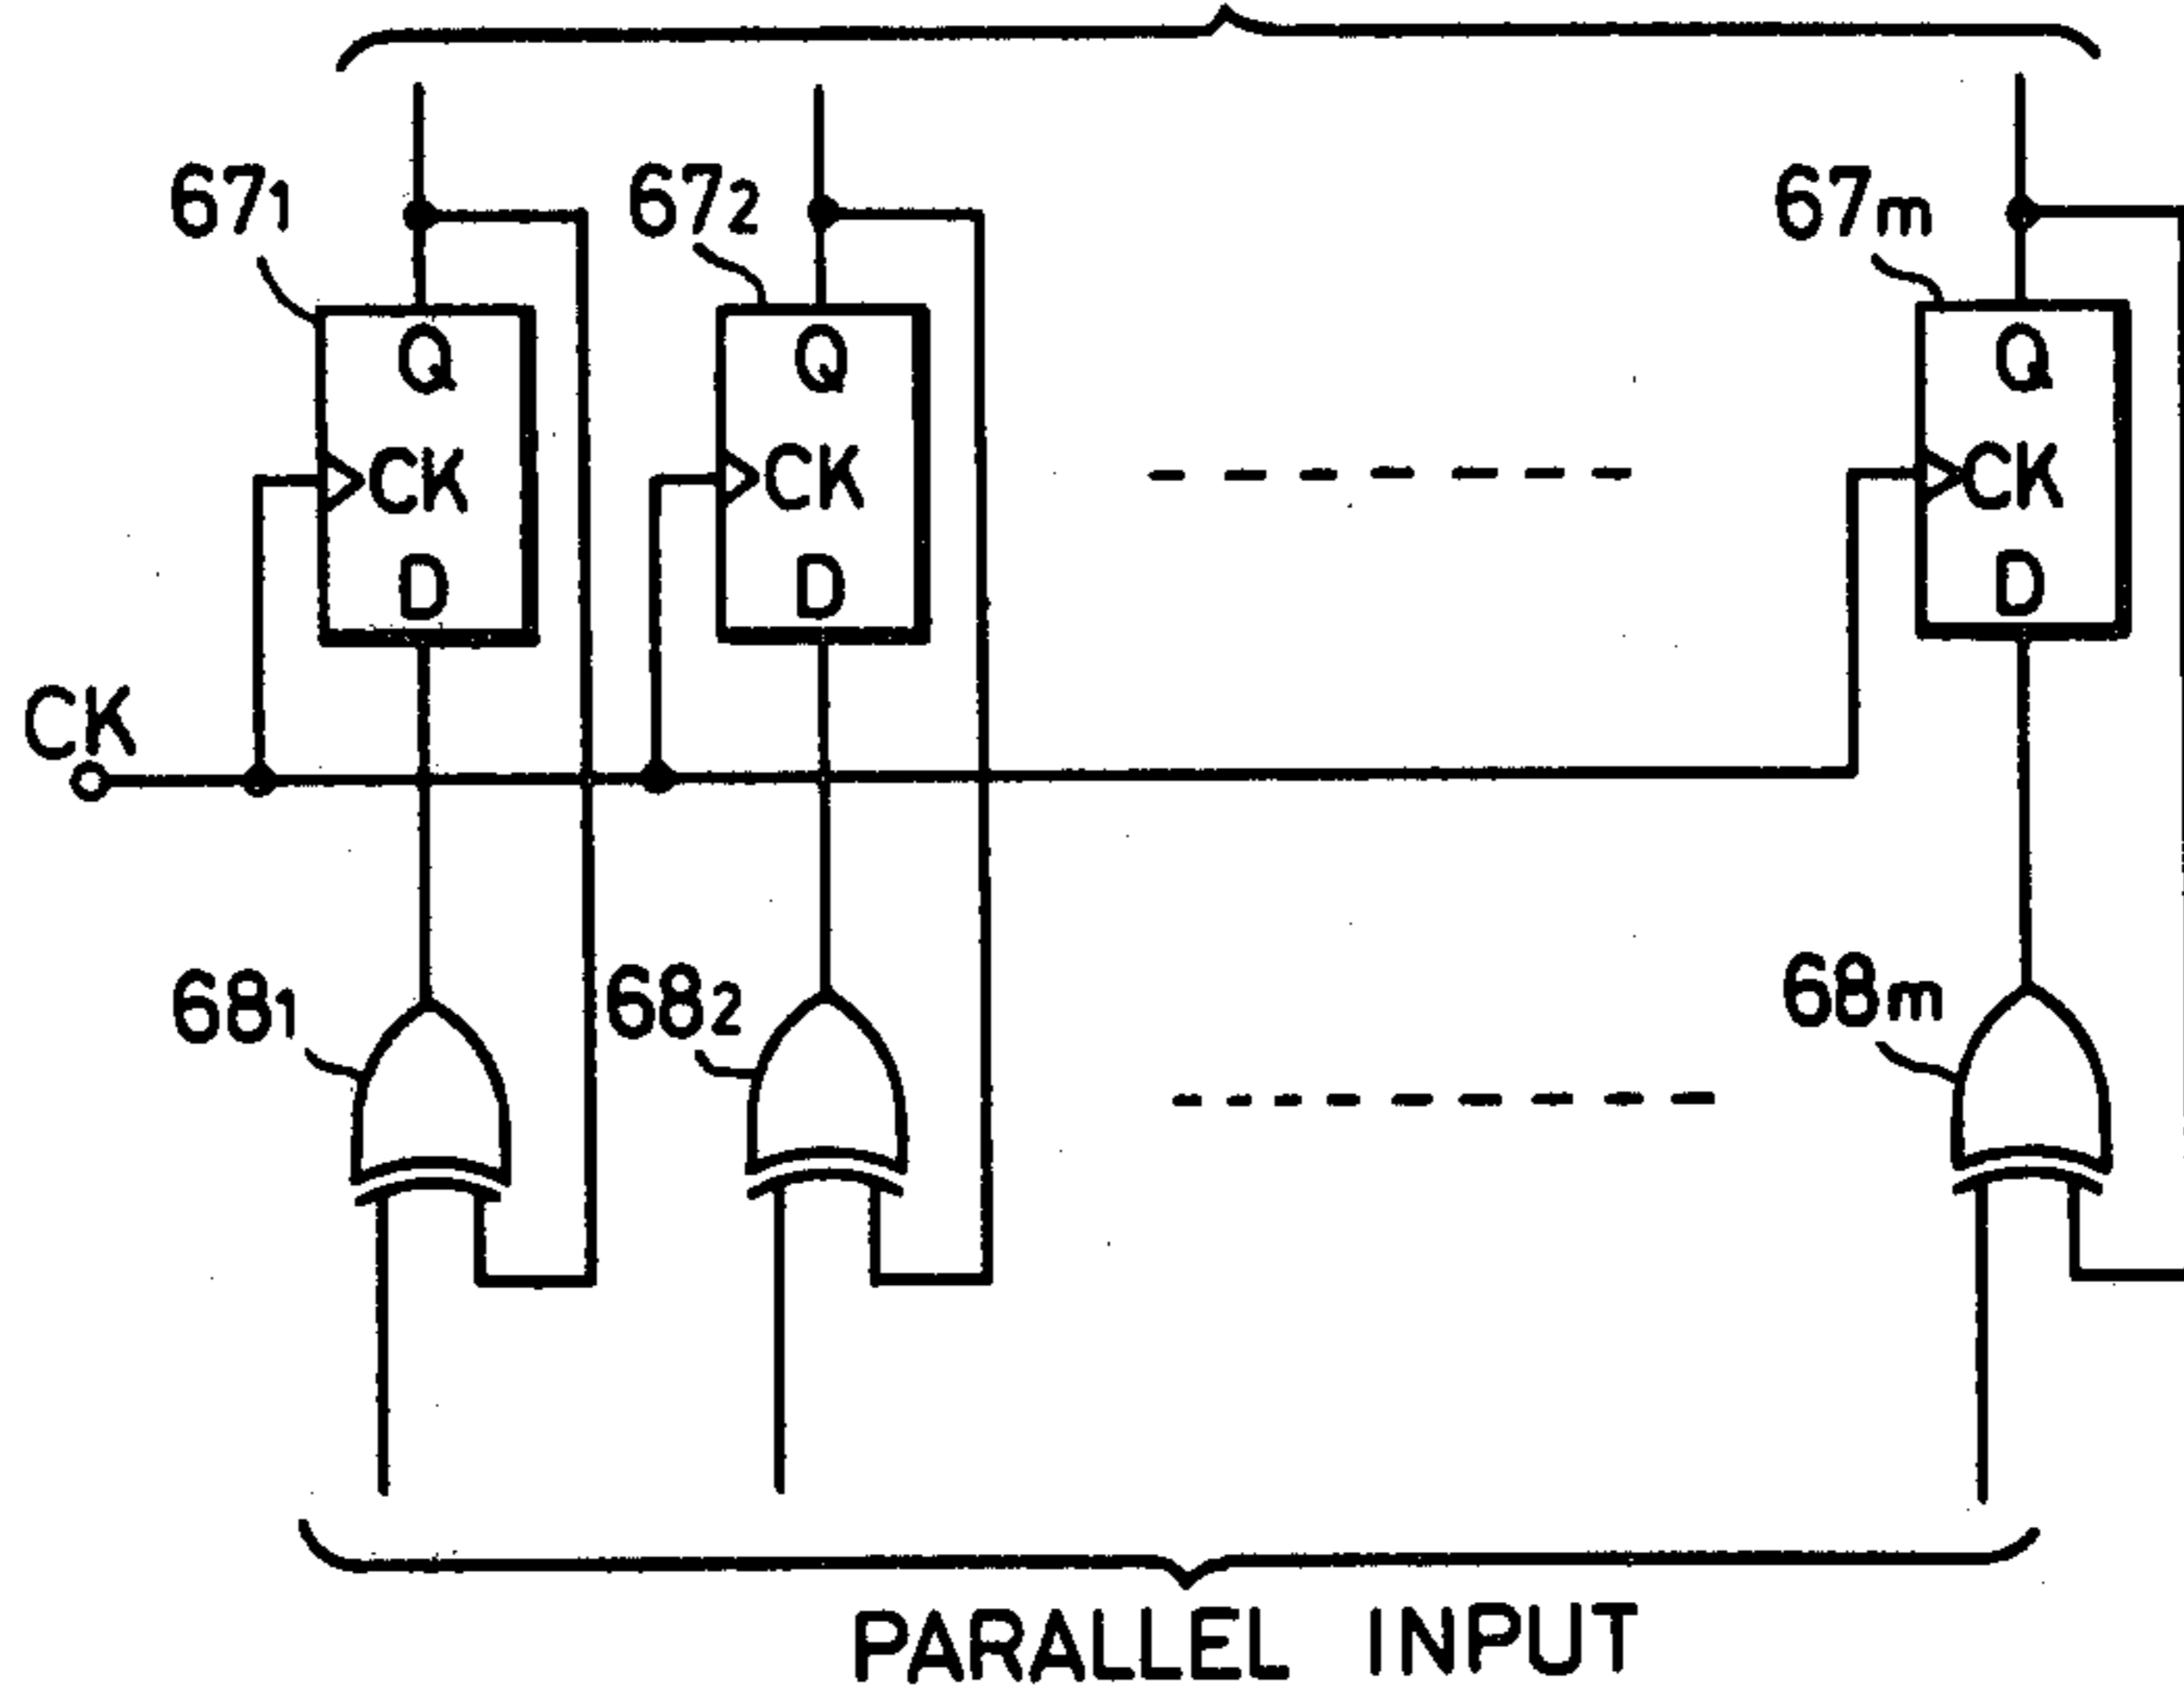 67₁ 67₂ 67m
Q Q Q
CK CK CK
D D D
CK
68₁ 68₂ 68m
PARALLEL INPUT